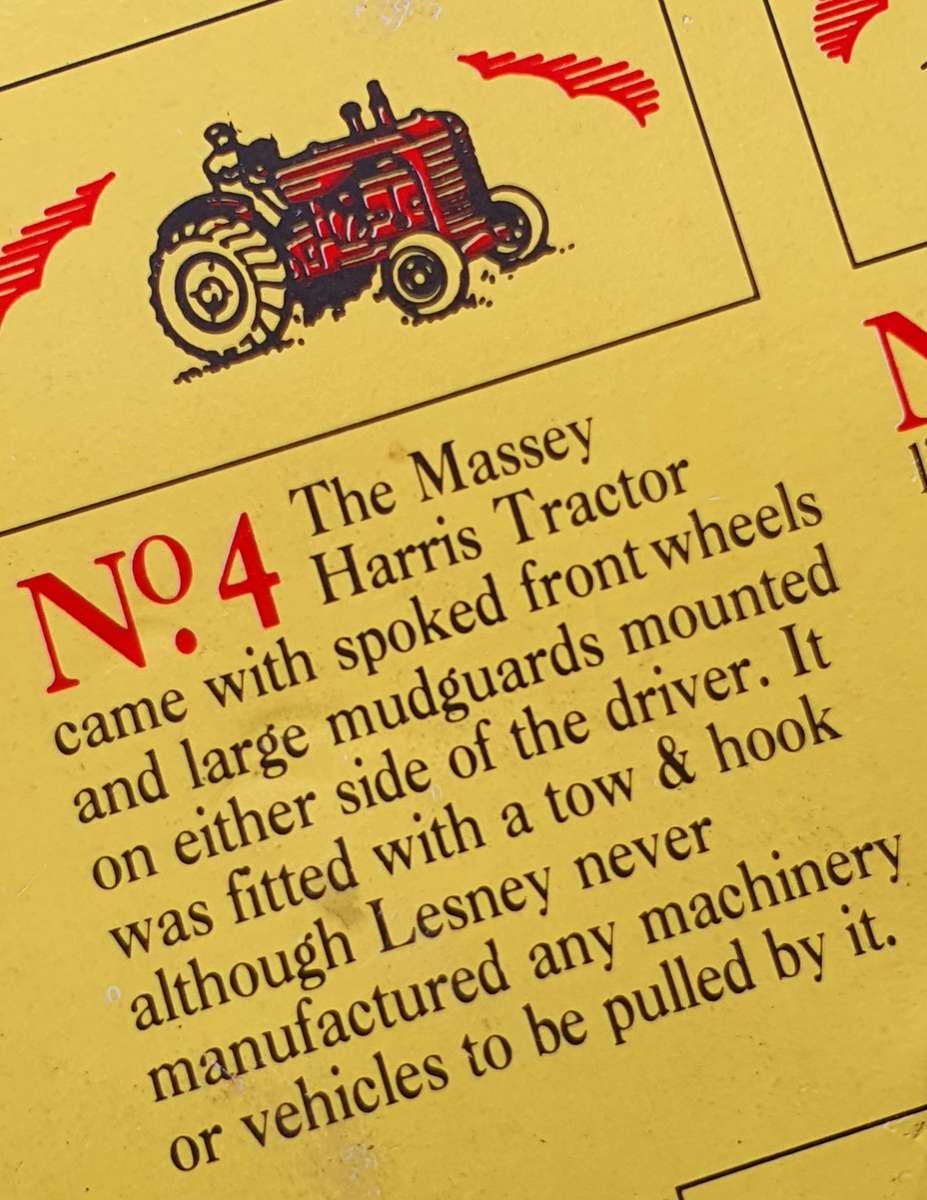 No. 4 The Massey
Harris Tractor
came with spoked front wheels
and large mudguards mounted
on either side of the driver. It
was fitted with a tow & hook
although Lesney never
manufactured any machinery
or vehicles to be pulled by it.